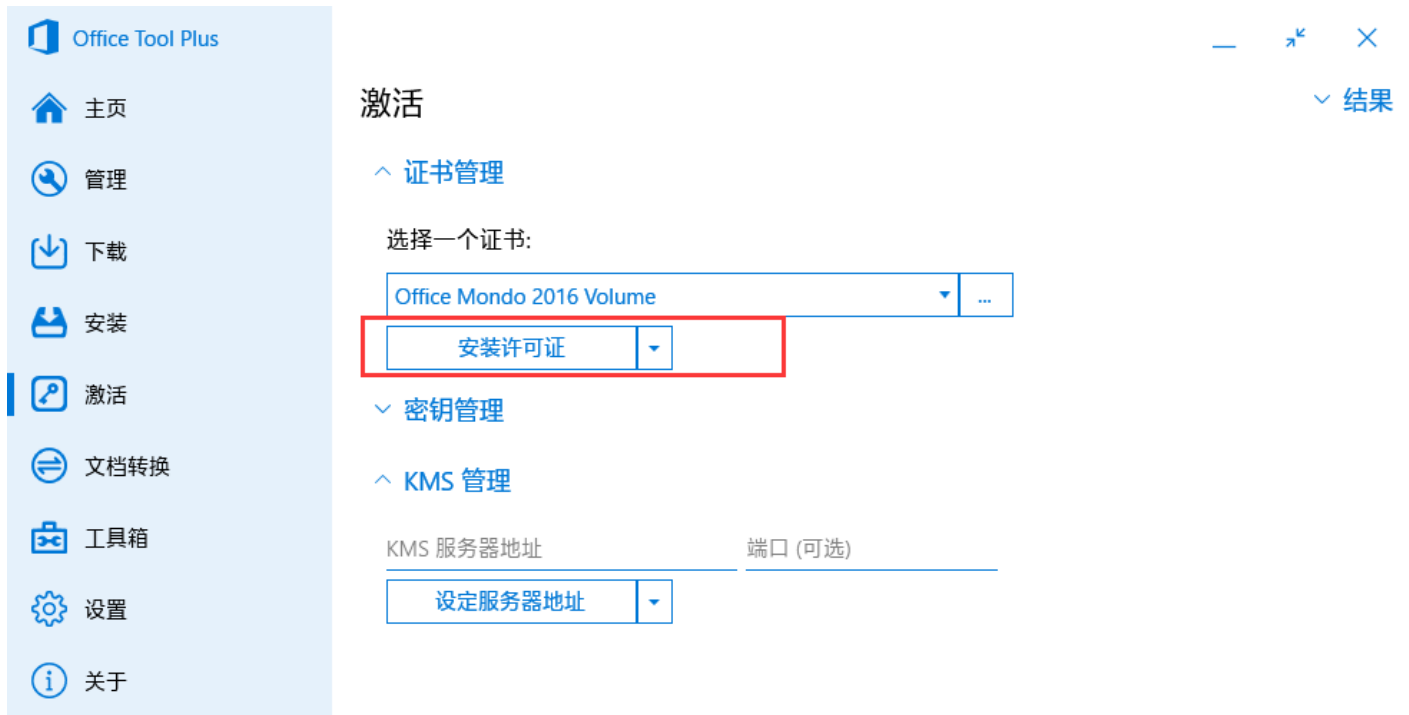 Office Tool Plus
主页
管理
下载
安装
激活
文档转换
工具箱
设置
关于
激活
结果
证书管理
选择一个证书:
Office Mondo 2016 Volume
...
安装许可证
密钥管理
KMS 管理
KMS 服务器地址
端口 (可选)
设定服务器地址